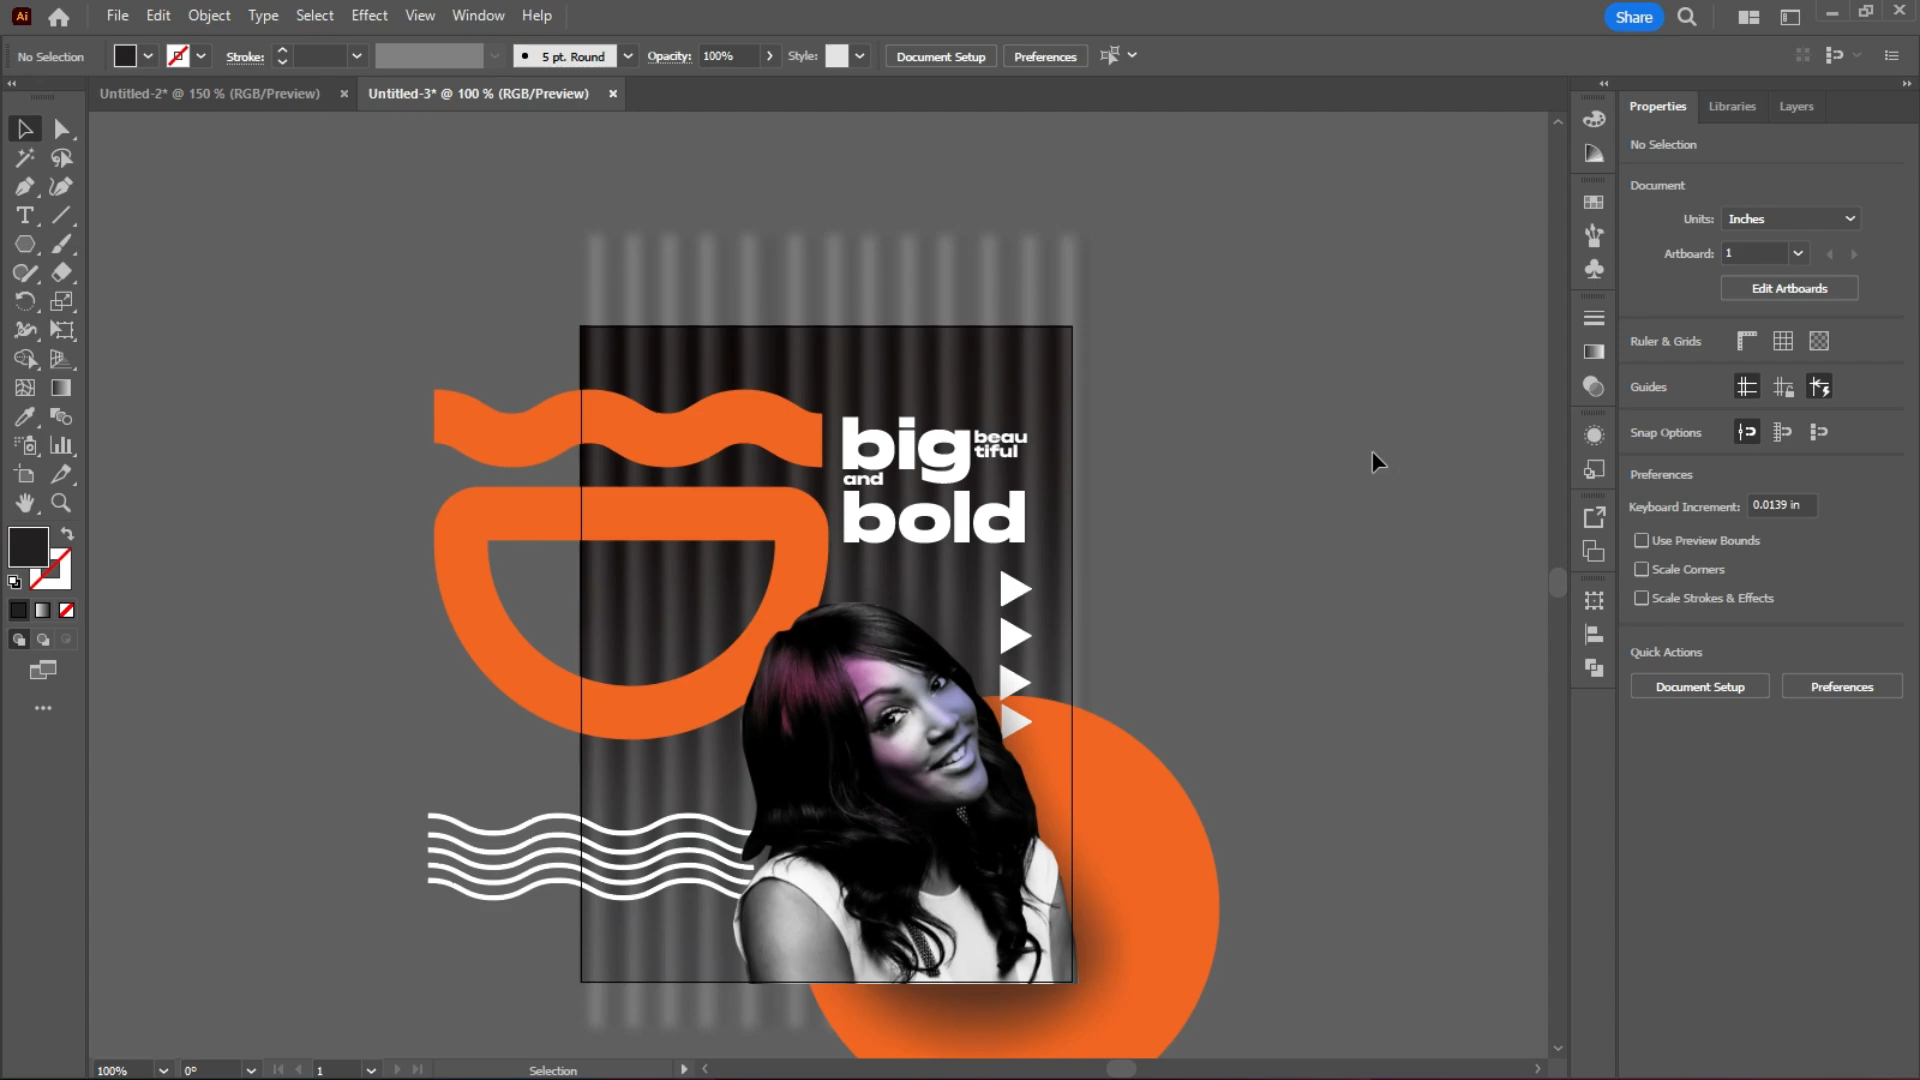 Ai File Edit Object Type Select Effect View Window Help Share
No Selection Stroke: 5 pt. Round Opacity: 100% Style: Document Setup Preferences
Untitled-2* @ 150 % (RGB/Preview) Untitled-3* @ 100 % (RGB/Preview)
Properties Libraries Layers
No Selection
Document
Units: Inches
Artboard: 1
Edit Artboards
Ruler & Grids
Guides
Snap Options
Preferences
Keyboard Increment: 0.0139 in
Use Preview Bounds
Scale Corners
Scale Strokes & Effects
Quick Actions
Document Setup Preferences
big beau
tiful
and
bold
100% 0° 1 Selection